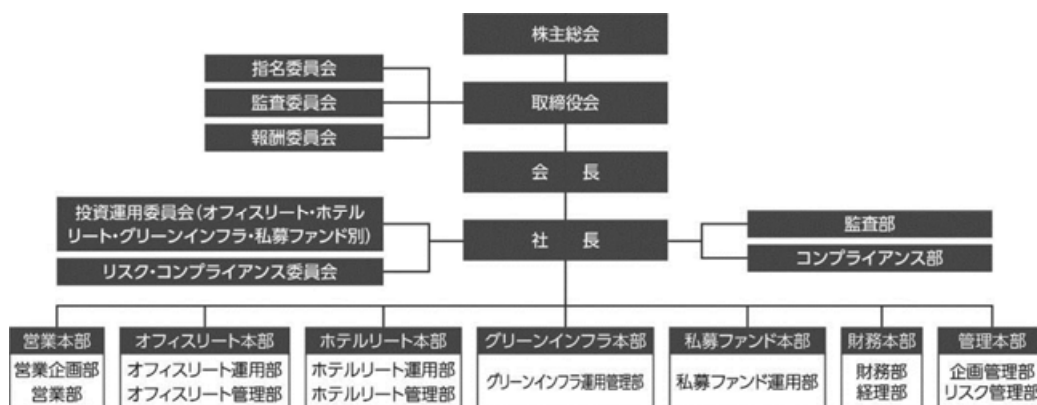 株主総会
指名委員会
監査委員会
報酬委員会
取締役会
会　長
投資運用委員会(オフィスリート・ホテル
リート・グリーンインフラ・私募ファンド別)
リスク・コンプライアンス委員会
社　長
監査部
コンプライアンス部
営業本部
営業企画部
営業部
オフィスリート本部
オフィスリート運用部
オフィスリート管理部
ホテルリート本部
ホテルリート運用部
ホテルリート管理部
グリーンインフラ本部
グリーンインフラ運用管理部
私募ファンド本部
私募ファンド運用部
財務本部
財務部
経理部
管理本部
企画管理部
リスク管理部